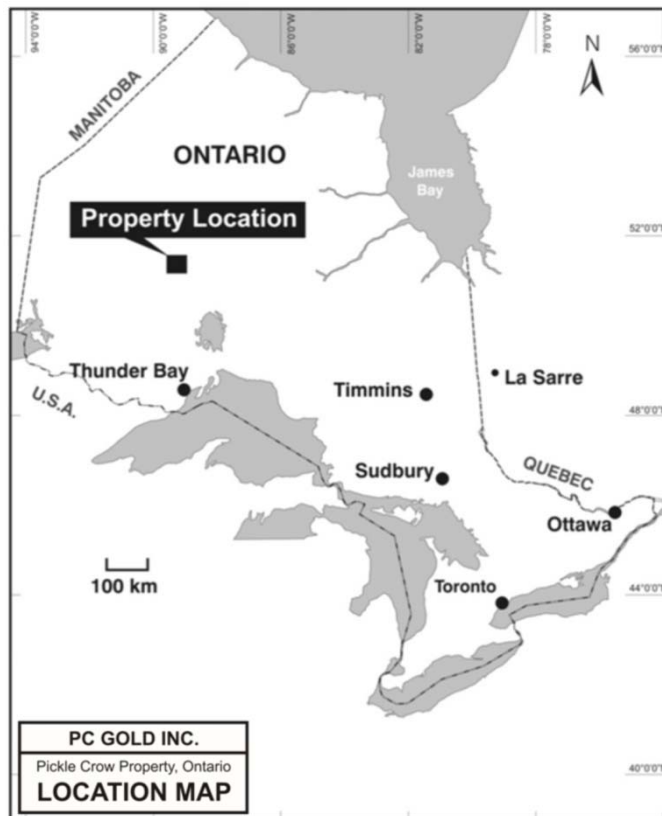 94°0'0"W
90°0'0"W
86°0'0"W
82°0'0"W
78°0'0"W
56°0'0"N
N
MANITOBA
ONTARIO
James
Bay
Property Location
52°0'0"N
Thunder Bay
U.S.A.
Timmins
La Sarre
48°0'0"N
Sudbury
QUEBEC
Ottawa
100 km
Toronto
44°0'0"N
PC GOLD INC.
Pickle Crow Property, Ontario
LOCATION MAP
40°0'0"N